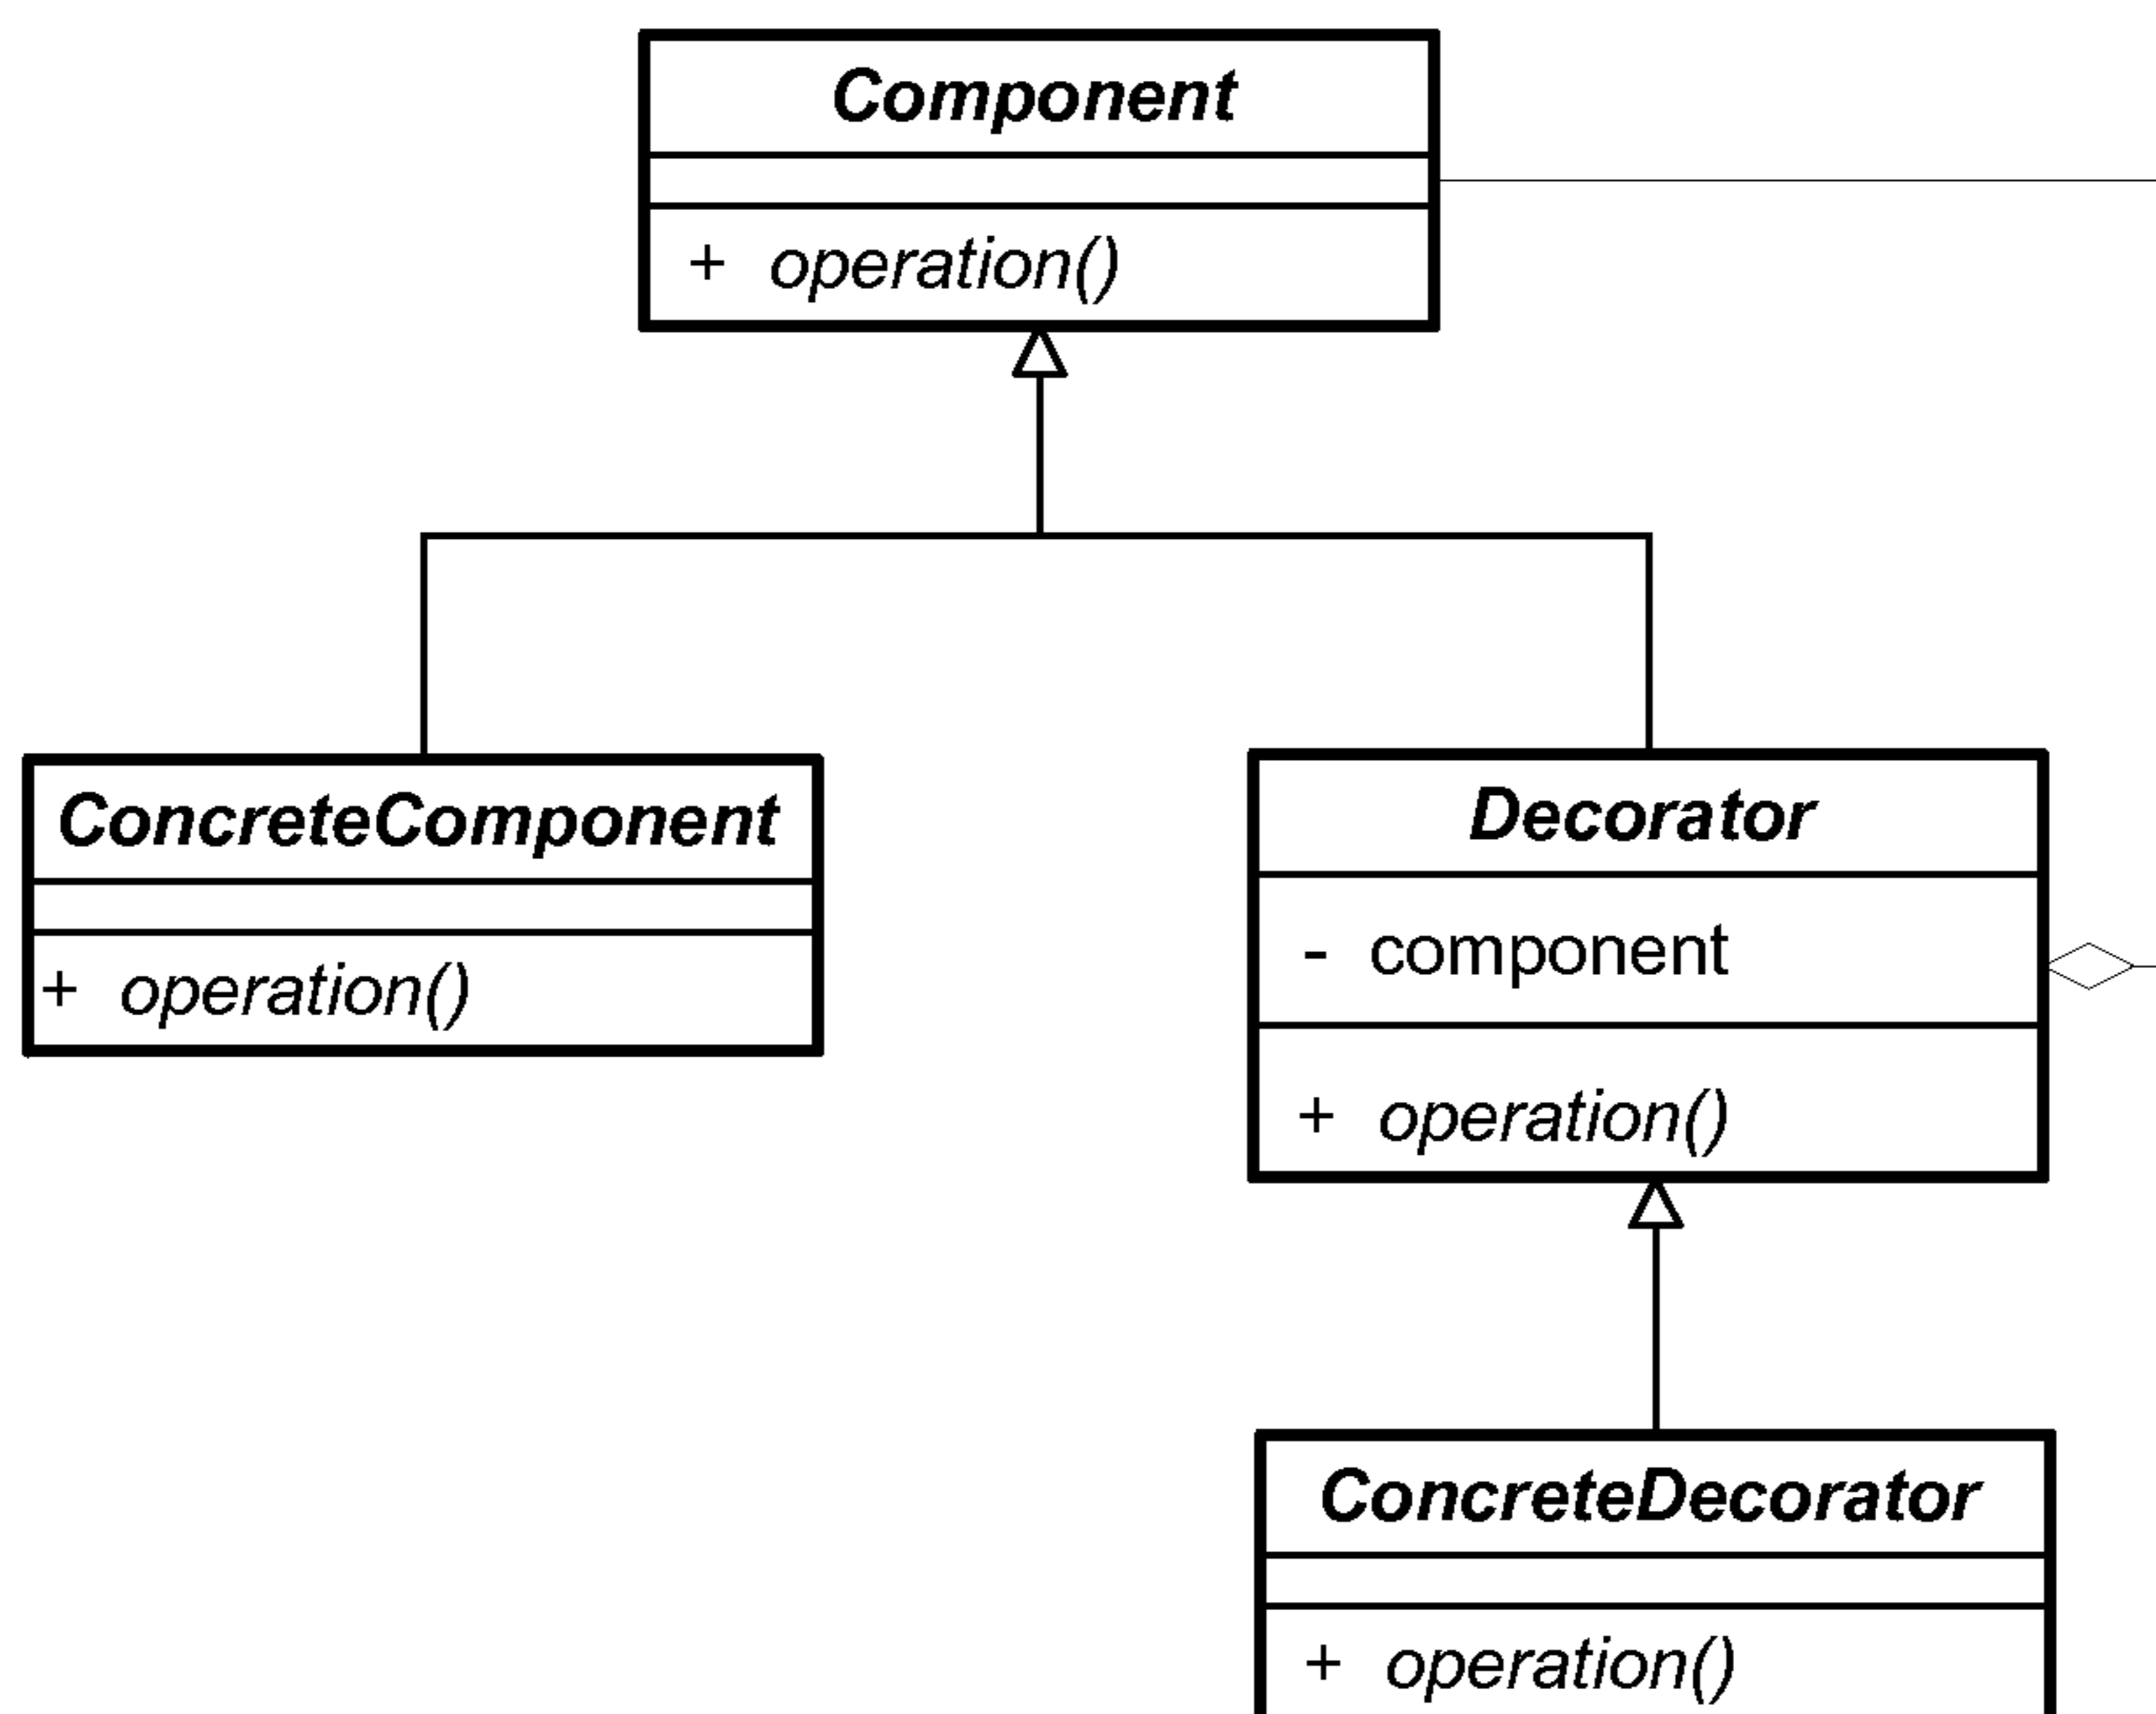 Component
+ operation()
ConcreteComponent
+ operation()
Decorator
- component
+ operation()
ConcreteDecorator
+ operation()